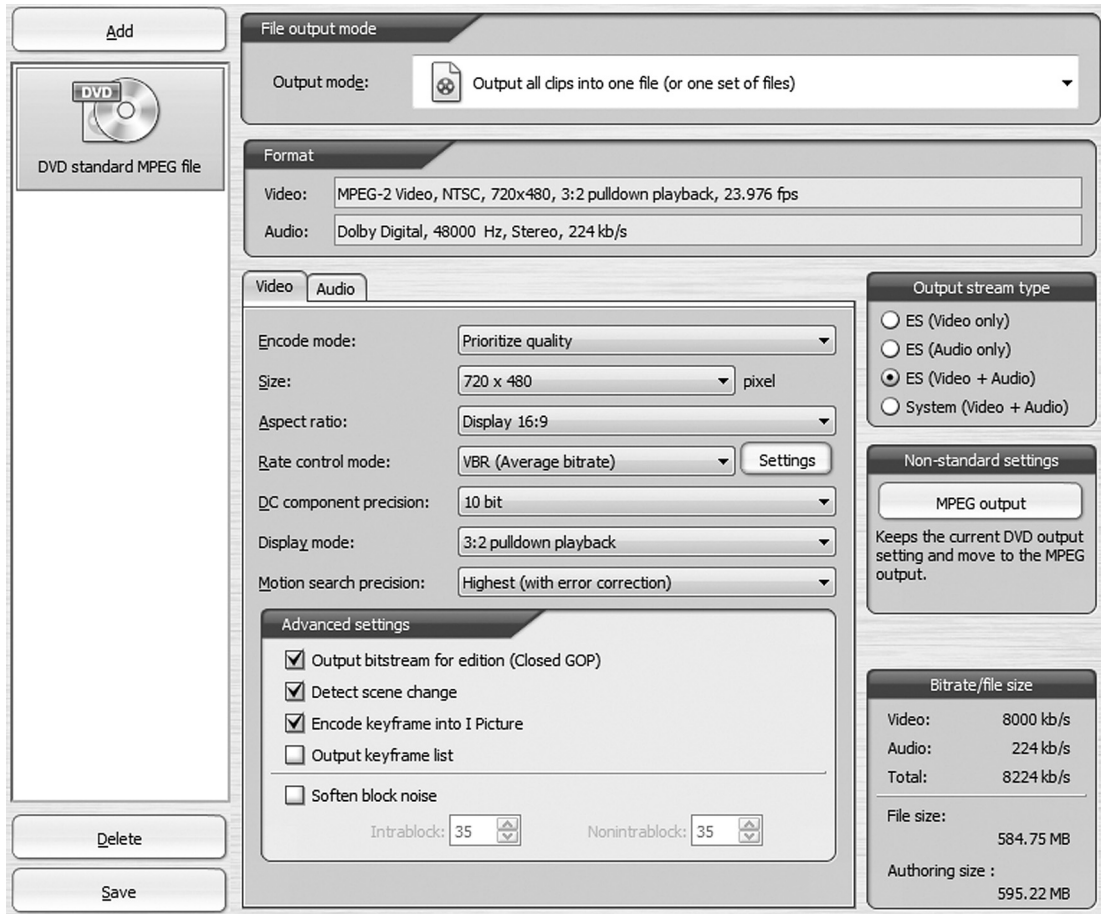 Add
DVD
DVD standard MPEG file
Delete
Save
File output mode
Output mode: Output all clips into one file (or one set of files)
Format
Video: MPEG-2 Video, NTSC, 720x480, 3:2 pulldown playback, 23.976 fps
Audio: Dolby Digital, 48000 Hz, Stereo, 224 kb/s
Video Audio
Encode mode: Prioritize quality
Size: 720 x 480 pixel
Aspect ratio: Display 16:9
Rate control mode: VBR (Average bitrate) Settings
DC component precision: 10 bit
Display mode: 3:2 pulldown playback
Motion search precision: Highest (with error correction)
Advanced settings
Output bitstream for edition (Closed GOP)
Detect scene change
Encode keyframe into I Picture
Output keyframe list
Soften block noise
Intrablock: 35 Nonintrablock: 35
Output stream type
ES (Video only)
ES (Audio only)
ES (Video + Audio)
System (Video + Audio)
Non-standard settings
MPEG output
Keeps the current DVD output
setting and move to the MPEG
output.
Bitrate/file size
Video: 8000 kb/s
Audio: 224 kb/s
Total: 8224 kb/s
File size:
584.75 MB
Authoring size :
595.22 MB